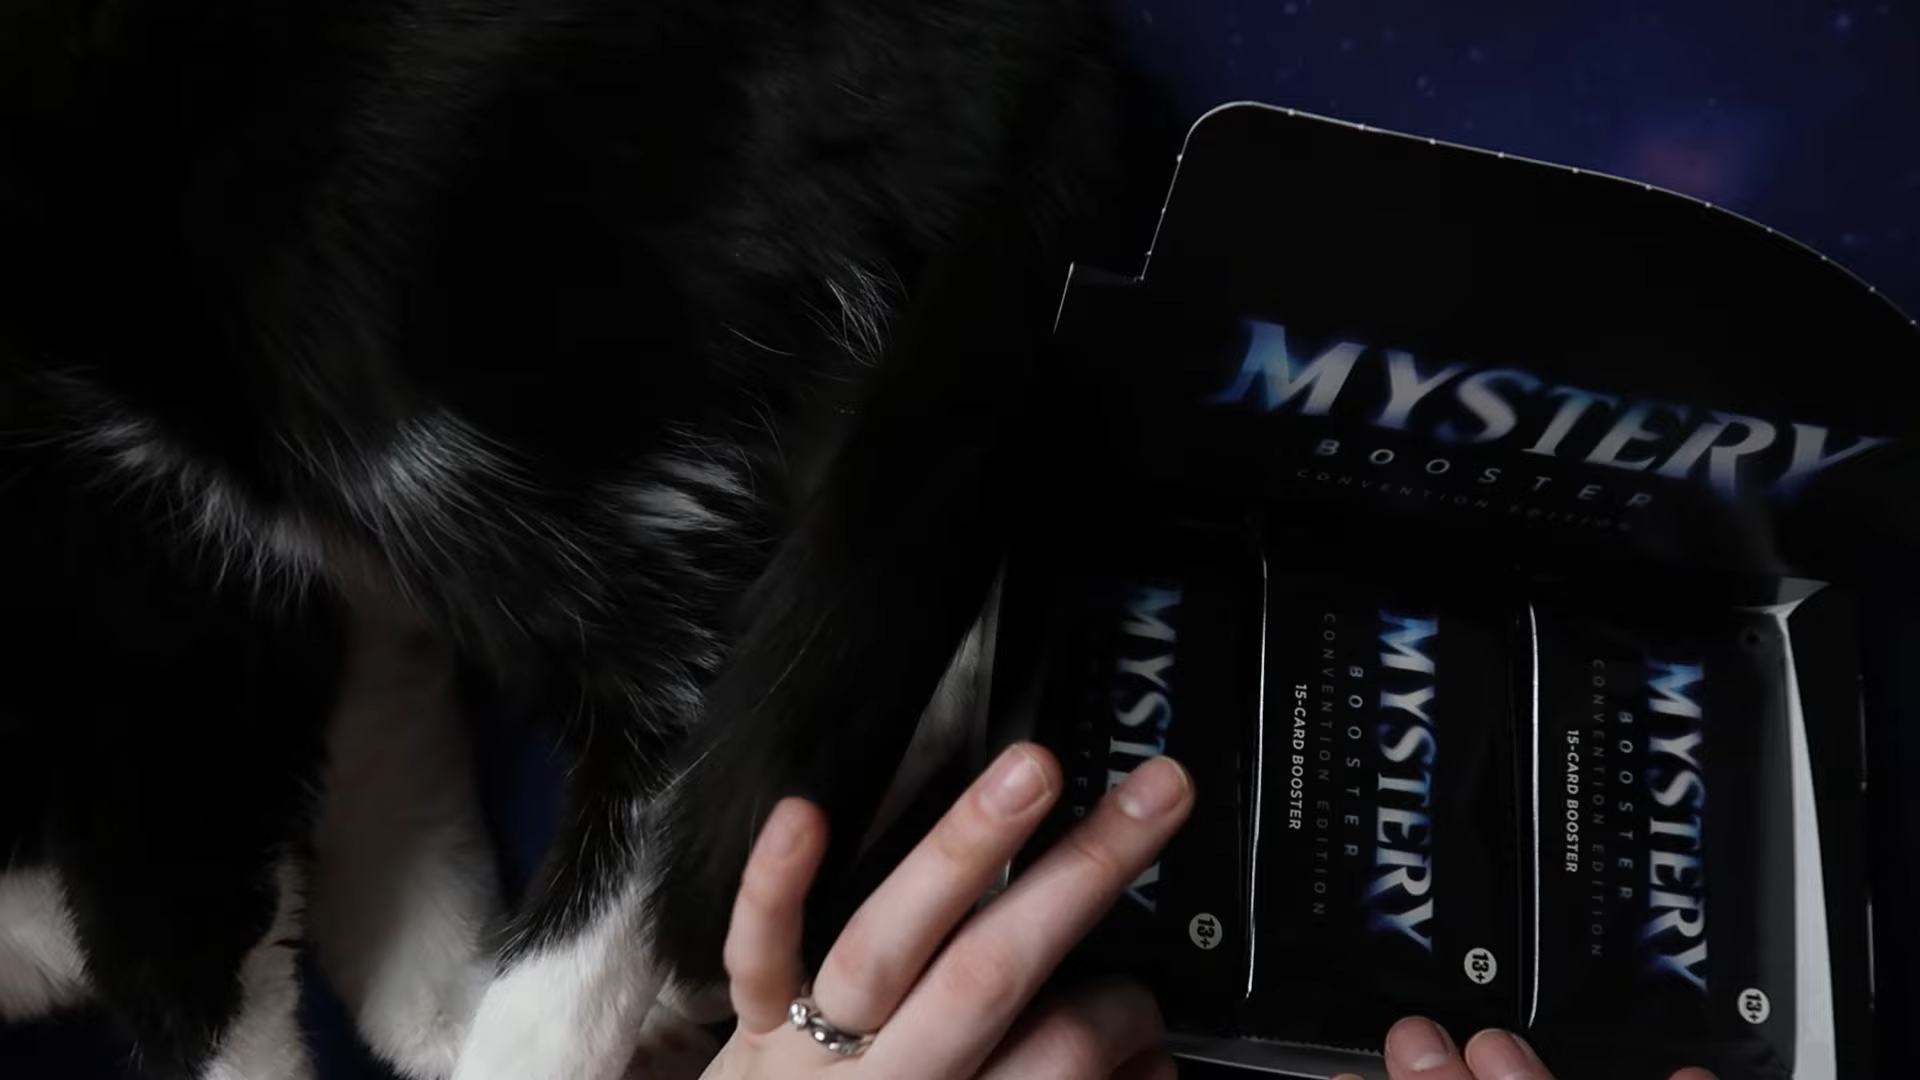 MYSTERY
BOOSTER
CONVENTION EDITION
MYSTERY
13+
MYSTERY
BOOSTER
CONVENTION EDITION
15-CARD BOOSTER
13+
MYSTERY
BOOSTER
CONVENTION EDITION
15-CARD BOOSTER
13+